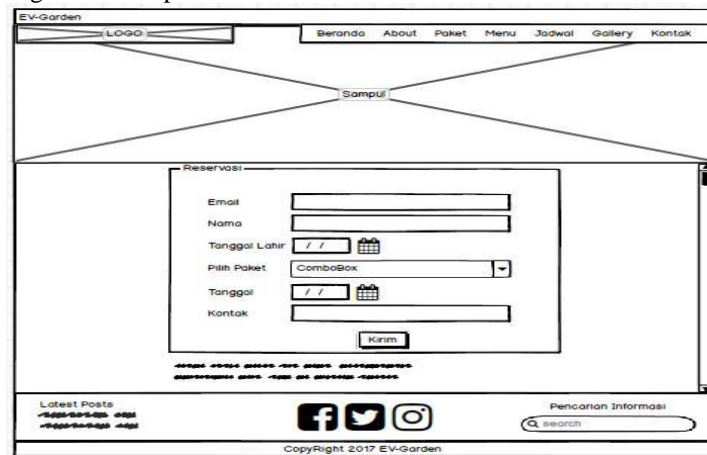 EV-Garden
LOGO Beranda About Paket Menu Jadwal Gallery Kontak
Sampul
Reservasi
Email
Nama
Tanggal Lahir / /
Pilih Paket ComboBox
Tanggal / /
Kontak
Kirim
Latest Posts
Pencarian Informasi
search
CopyRight 2017 EV-Garden